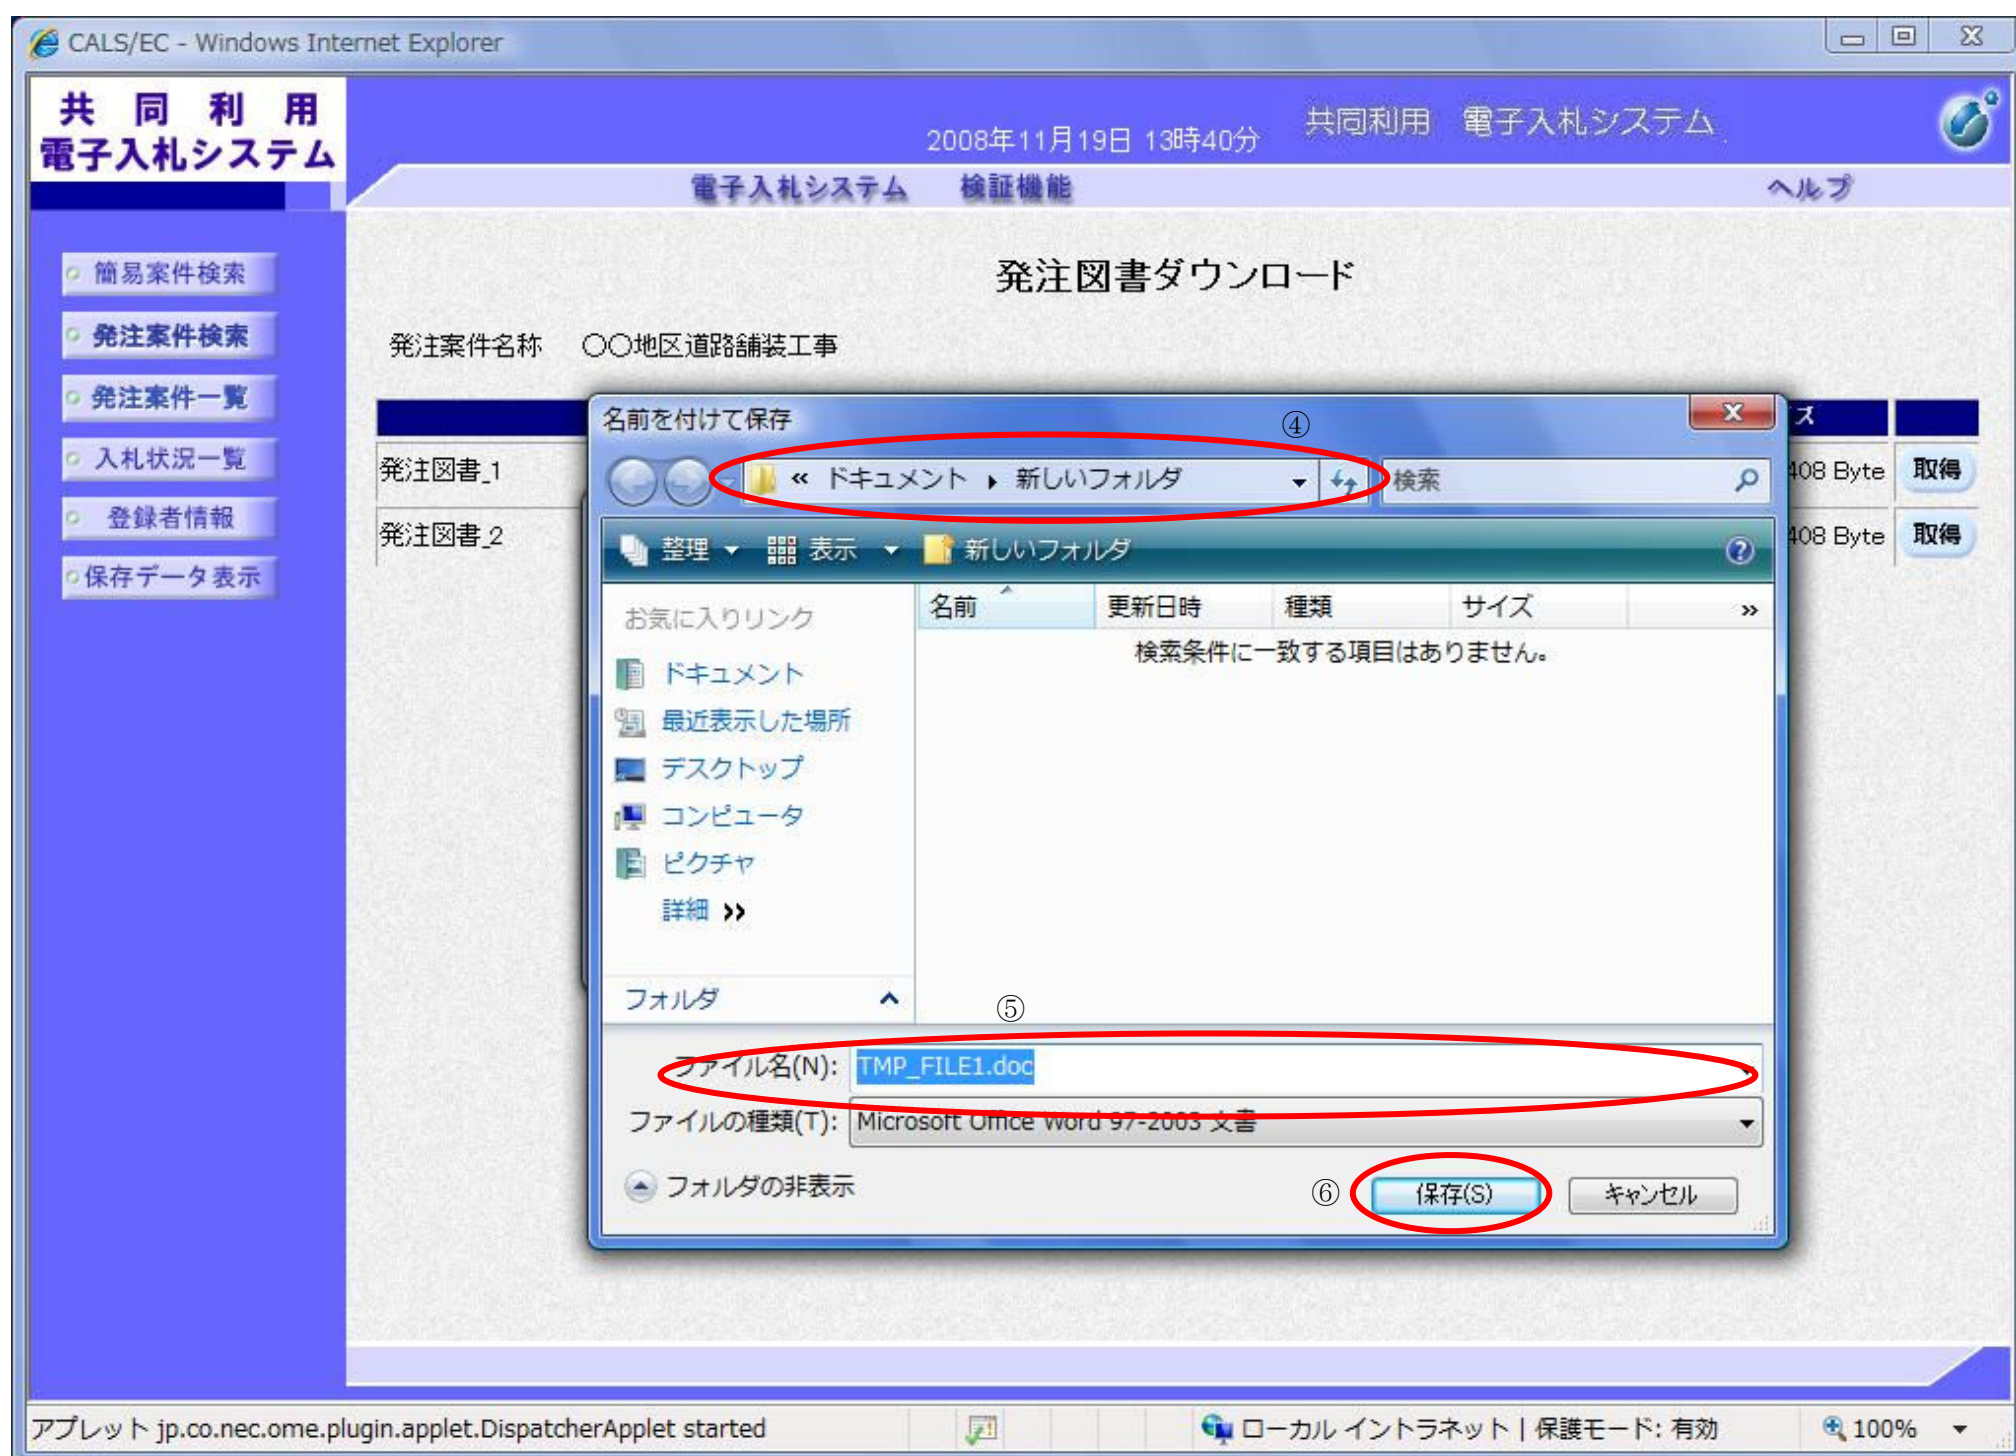 CALS/EC - Windows Internet Explorer
共 同 利 用
電子入札システム
2008年11月19日 13時40分
共同利用 電子入札システム
電子入札システム 検証機能 ヘルプ
簡易案件検索
発注案件検索
発注案件一覧
入札状況一覧
登録者情報
保存データ表示
発注図書ダウンロード
発注案件名称 〇〇地区道路舗装工事
ズ
発注図書_1
408 Byte 取得
発注図書_2
408 Byte 取得
名前を付けて保存
④
« ドキュメント ▸ 新しいフォルダ
検索
整理 表示 新しいフォルダ
お気に入りリンク
ドキュメント
最近表示した場所
デスクトップ
コンピュータ
ピクチャ
詳細 »
フォルダ
名前 更新日時 種類 サイズ »
検索条件に一致する項目はありません。
⑤
ファイル名(N): TMP_FILE1.doc
ファイルの種類(T): Microsoft Office Word 97-2003 文書
フォルダの非表示
⑥
保存(S) キャンセル
アプレット jp.co.nec.ome.plugin.applet.DispatcherApplet started
ローカル イントラネット | 保護モード: 有効
100%